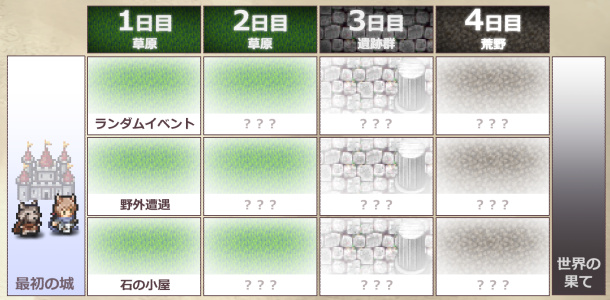 1日目
草原
2日目
草原
3日目
遺跡群
4日目
荒野
ランダムイベント
？？？
？？？
？？？
野外遭遇
？？？
？？？
？？？
石の小屋
？？？
？？？
？？？
最初の城
世界の
果て